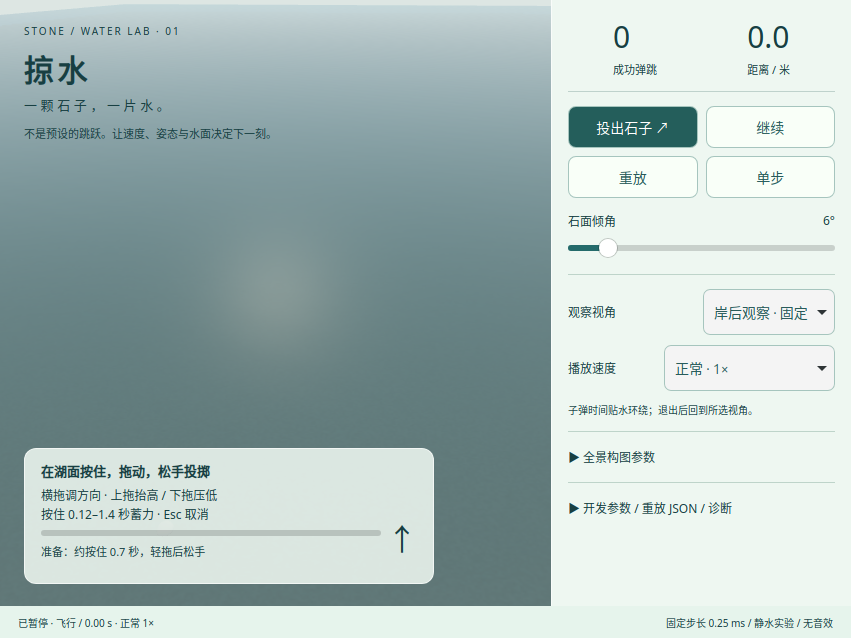 STONE / WATER LAB · 01
掠水
一颗石子，一片水。
不是预设的跳跃。让速度、姿态与水面决定下一刻。
在湖面按住，拖动，松手投掷
横拖调方向 · 上拖抬高 / 下拖压低
按住 0.12–1.4 秒蓄力 · Esc 取消
准备：约按住 0.7 秒，轻拖后松手
↑
0
成功弹跳
0.0
距离 / 米
投出石子 ↗
继续
重放
单步
石面倾角
6°
观察视角
岸后观察 · 固定
播放速度
正常 · 1×
子弹时间贴水环绕；退出后回到所选视角。
▶ 全景构图参数
▶ 开发参数 / 重放 JSON / 诊断
已暂停 · 飞行 / 0.00 s · 正常 1×
固定步长 0.25 ms / 静水实验 / 无音效